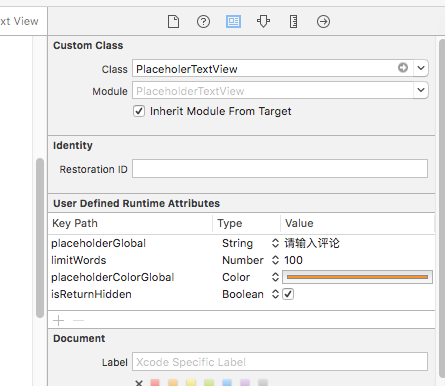 xt View
Custom Class
Class PlaceholerTextView
Module PlaceholderTextView
Inherit Module From Target
Identity
Restoration ID
User Defined Runtime Attributes
Key Path Type Value
placeholderGlobal String 请输入评论
limitWords Number 100
placeholderColorGlobal Color
isReturnHidden Boolean
Document
Label Xcode Specific Label